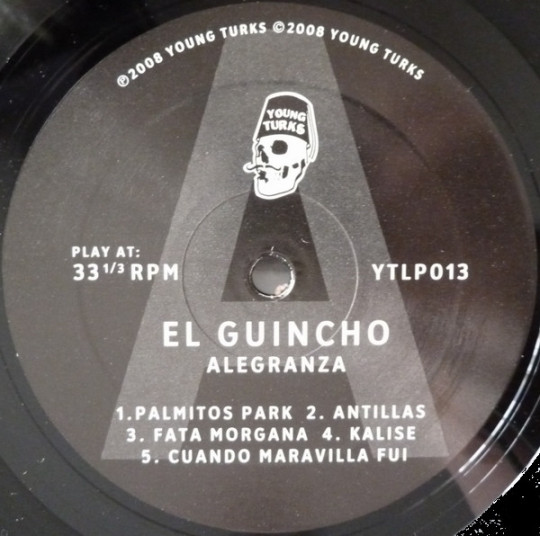 ℗2008 YOUNG TURKS ©2008 YOUNG TURKS
YOUNG
TURKS
PLAY AT:
33 1/3 RPM
YTLP013
EL GUINCHO
ALEGRANZA
1.PALMITOS PARK 2. ANTILLAS
3. FATA MORGANA 4. KALISE
5. CUANDO MARAVILLA FUI
A